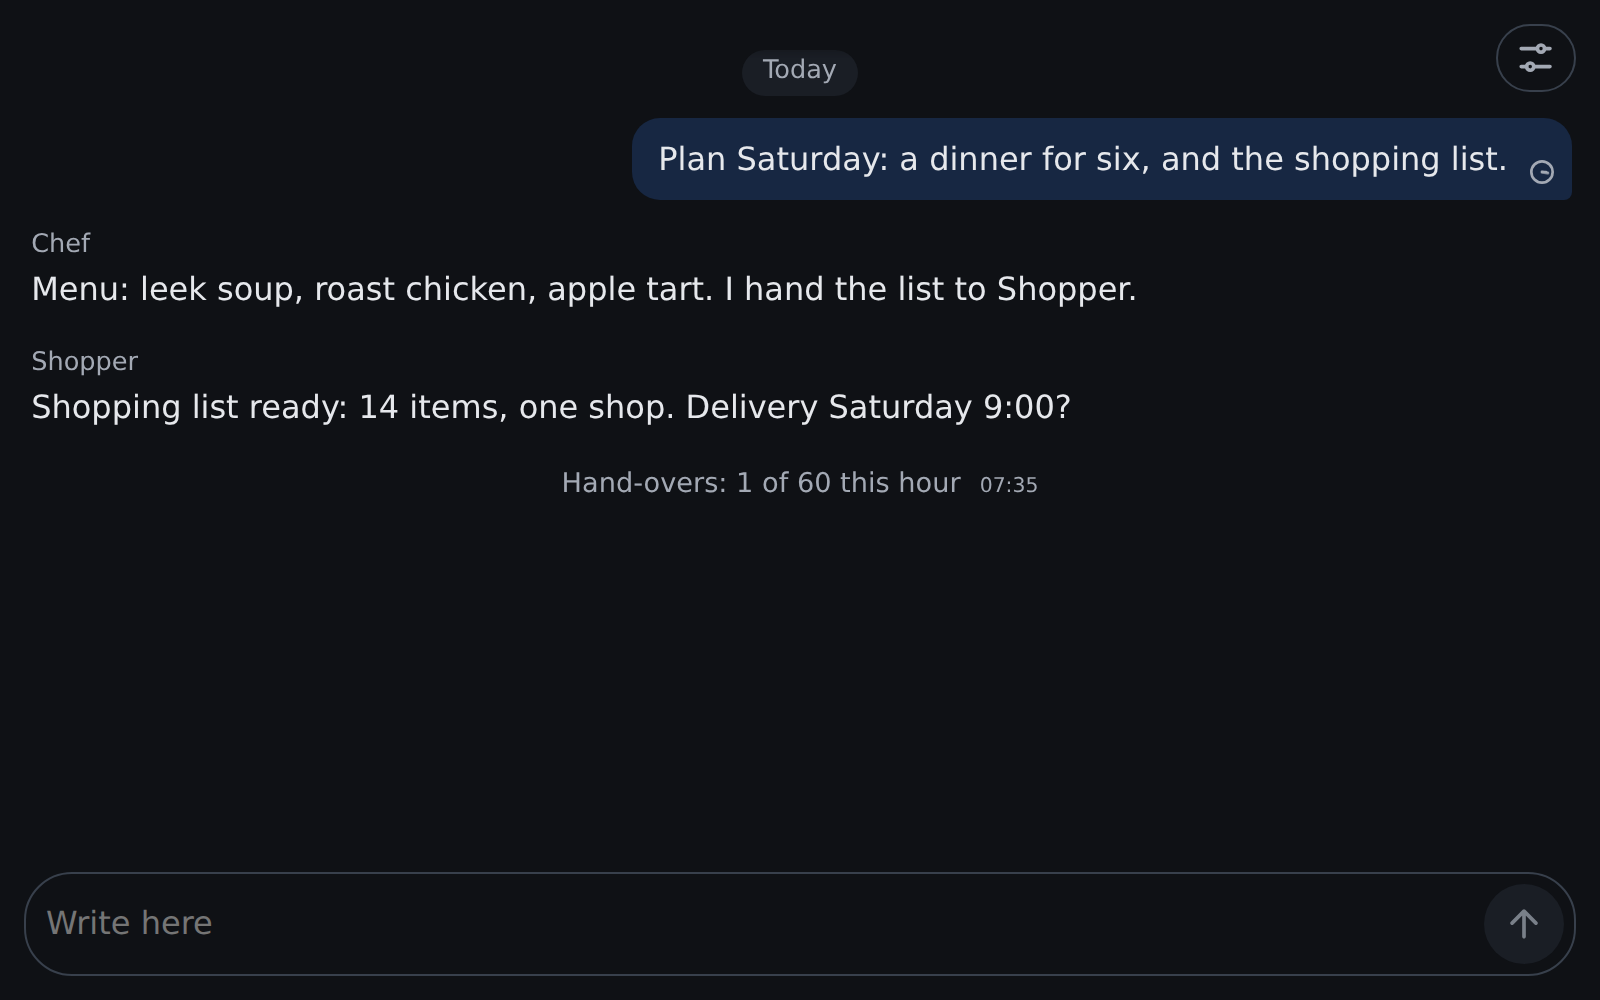 Today
Plan Saturday: a dinner for six, and the shopping list.
Chef
Menu: leek soup, roast chicken, apple tart. I hand the list to Shopper.
Shopper
Shopping list ready: 14 items, one shop. Delivery Saturday 9:00?
Hand-overs: 1 of 60 this hour 07:35
Write here